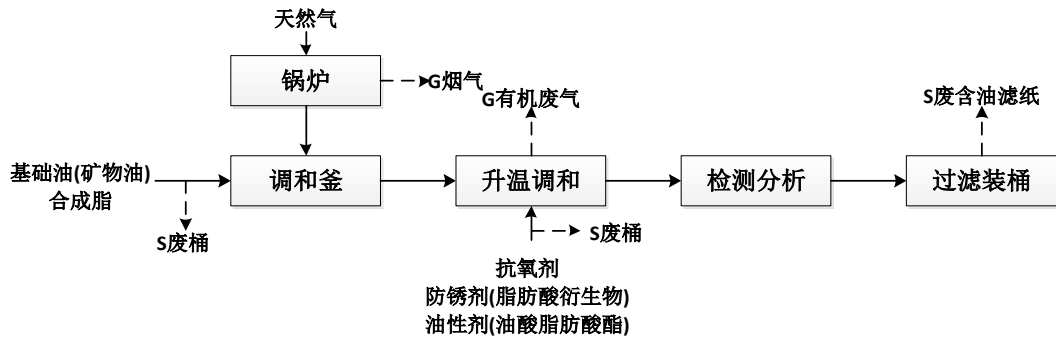 天然气
锅炉
G烟气
G有机废气
S废含油滤纸
基础油(矿物油)
合成脂
调和釜
升温调和
检测分析
过滤装桶
S废桶
S废桶
抗氧剂
防锈剂(脂肪酸衍生物)
油性剂(油酸脂肪酸酯)